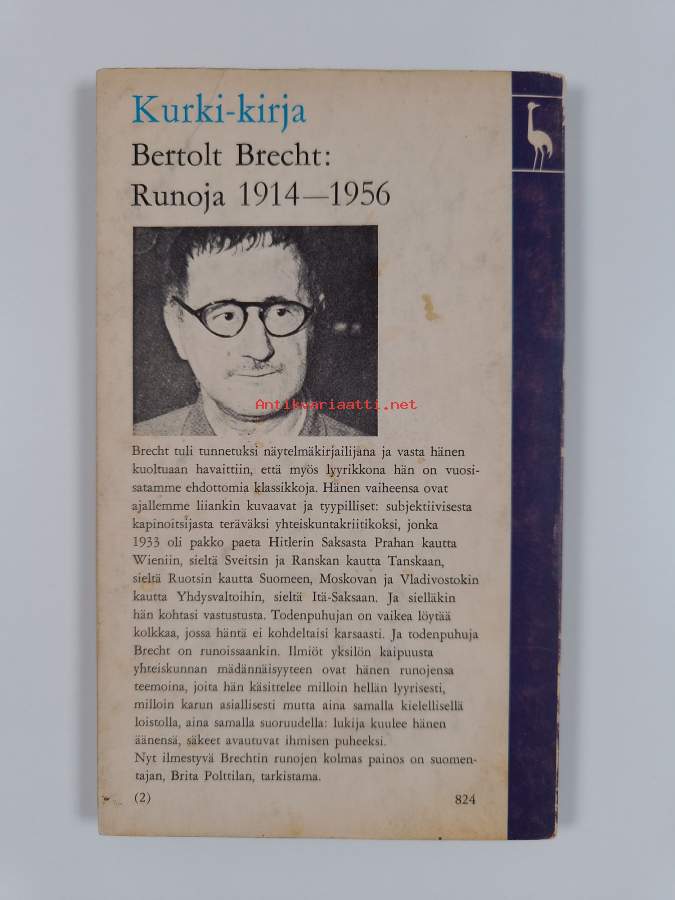 Kurki-kirja
Bertolt Brecht:
Runoja 1914—1956
Antikvariaatti.net
Brecht tuli tunnetuksi näytelmäkirjailijana ja vasta hänen
kuoltuaan havaittiin, että myös lyyrikkona hän on vuosi-
satamme ehdottomia klassikkoja. Hänen vaiheensa ovat
ajallemme liiankin kuvaavat ja tyypilliset: subjektiivisesta
kapinoitsijasta teräväksi yhteiskuntakriitikoksi, jonka
1933 oli pakko paeta Hitlerin Saksasta Prahan kautta
Wieniin, sieltä Sveitsin ja Ranskan kautta Tanskaan,
sieltä Ruotsin kautta Suomeen, Moskovan ja Vladivostokin
kautta Yhdysvaltoihin, sieltä Itä-Saksaan. Ja sielläkin
hän kohtasi vastustusta. Todenpuhujan on vaikea löytää
kolkkaa, jossa häntä ei kohdeltaisi karsaasti. Ja todenpuhuja
Brecht on runoissaankin. Ilmiöt yksilön kaipuusta
yhteiskunnan mädännäisyyteen ovat hänen runojensa
teemoina, joita hän käsittelee milloin hellän lyyrisesti,
milloin karun asiallisesti mutta aina samalla kielellisellä
loistolla, aina samalla suoruudella: lukija kuulee hänen
äänensä, säkeet avautuvat ihmisen puheeksi.
Nyt ilmestyvä Brechtin runojen kolmas painos on suomen-
tajan, Brita Polttilan, tarkistama.
(2) 824